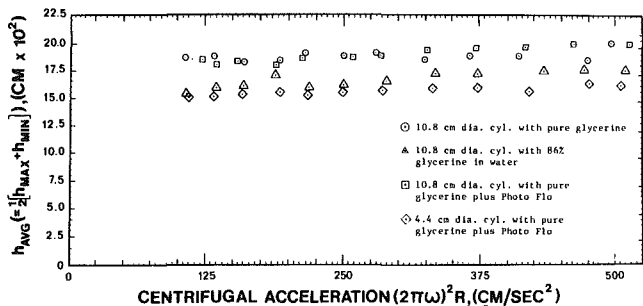 22.5
20.0
17.5
15.0
12.5
10.0
7.5
5.0
2.5
0
0
125
250
375
500
h_AVG (=½[h_MAX+h_MIN]),(CM x 10²)
10.8 cm dia. cyl. with pure glycerine
10.8 cm dia. cyl. with 86%
glycerine in water
10.8 cm dia. cyl. with pure
glycerine plus Photo Flo
4.4 cm dia. cyl. with pure
glycerine plus Photo Flo
CENTRIFUGAL ACCELERATION (2πω)²R,(CM/SEC²)